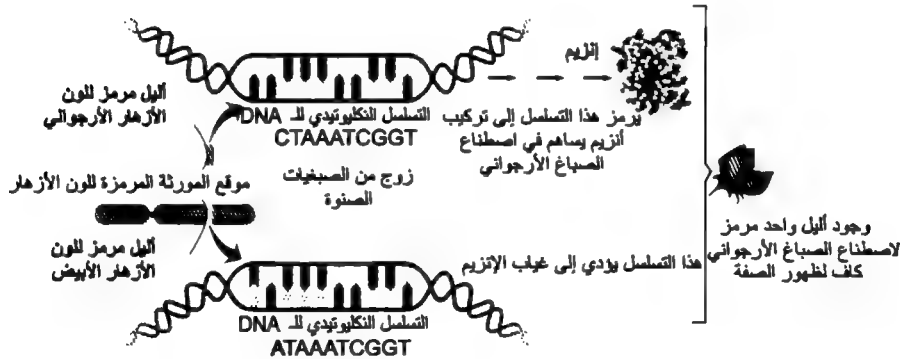 إنزيم
أليل مرمز للون
الأزهار الأرجواني
التسلسل النكليوتيدي للـ DNA
CTAAATCGGT
يرمز هذا التسلسل إلى تركيب
أنزيم يساهم في اصطناع
الصباغ الأرجواني
موقع المورثة المرمزة للون الأزهار
زوج من الصبغيات
الصنوة
وجود أليل واحد مرمز
لاصطناع الصباغ الأرجواني
كاف لظهور الصفة
أليل مرمز للون
الأزهار الأبيض
هذا التسلسل يؤدي إلى غياب الإنزيم
التسلسل النكليوتيدي للـ DNA
ATAAATCGGT